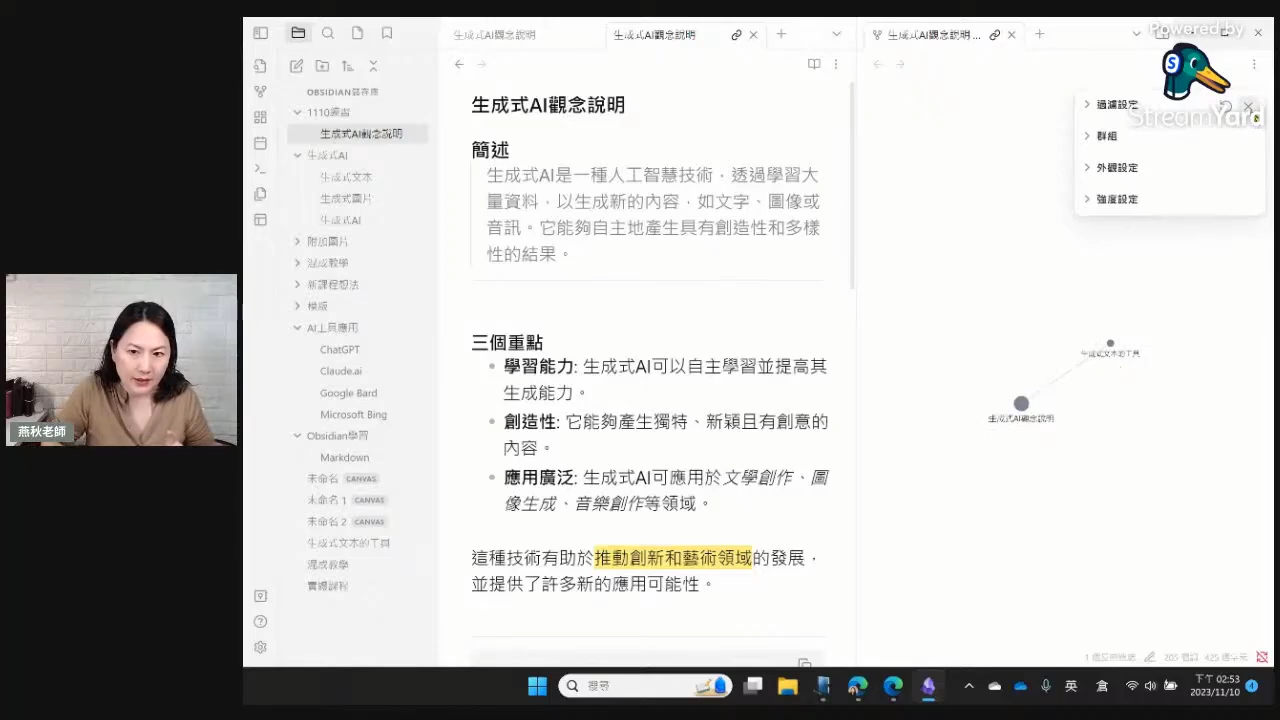 生成式AI觀念說明
生成式AI觀念說明
生成式AI觀念說明 ...
Powered by
StreamYard
S
OBSIDIAN儲存庫
1110練習
生成式AI觀念說明
生成式AI
生成式文本
生成式圖片
生成式AI
附加圖片
混成教學
新課程想法
模版
AI工具應用
ChatGPT
Claude.ai
Google Bard
Microsoft Bing
Obsidian學習
Markdown
未命名 CANVAS
未命名 1 CANVAS
未命名 2 CANVAS
生成式文本的工具
混成教學
實體課程
生成式AI觀念說明
簡述
生成式AI是一種人工智慧技術，透過學習大
量資料，以生成新的內容，如文字、圖像或
音訊。它能夠自主地產生具有創造性和多樣
性的結果。
三個重點
學習能力: 生成式AI可以自主學習並提高其
生成能力。
創造性: 它能夠產生獨特、新穎且有創意的
內容。
應用廣泛: 生成式AI可應用於文學創作、圖
像生成、音樂創作等領域。
這種技術有助於推動創新和藝術領域的發展，
並提供了許多新的應用可能性。
過濾設定
群組
外觀設定
強度設定
生成式文本的工具
生成式AI觀念說明
燕秋老師
搜尋
英
下午 02:53
2023/11/10
4